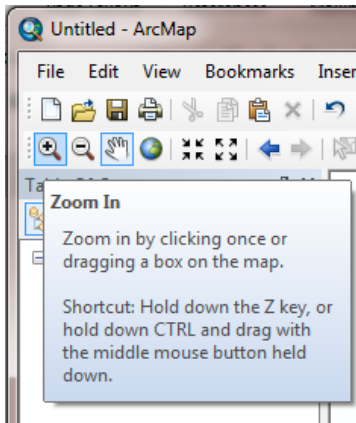 Untitled - ArcMap
File Edit View Bookmarks Inser
Zoom In
Zoom in by clicking once or
dragging a box on the map.
Shortcut: Hold down the Z key, or
hold down CTRL and drag with
the middle mouse button held
down.